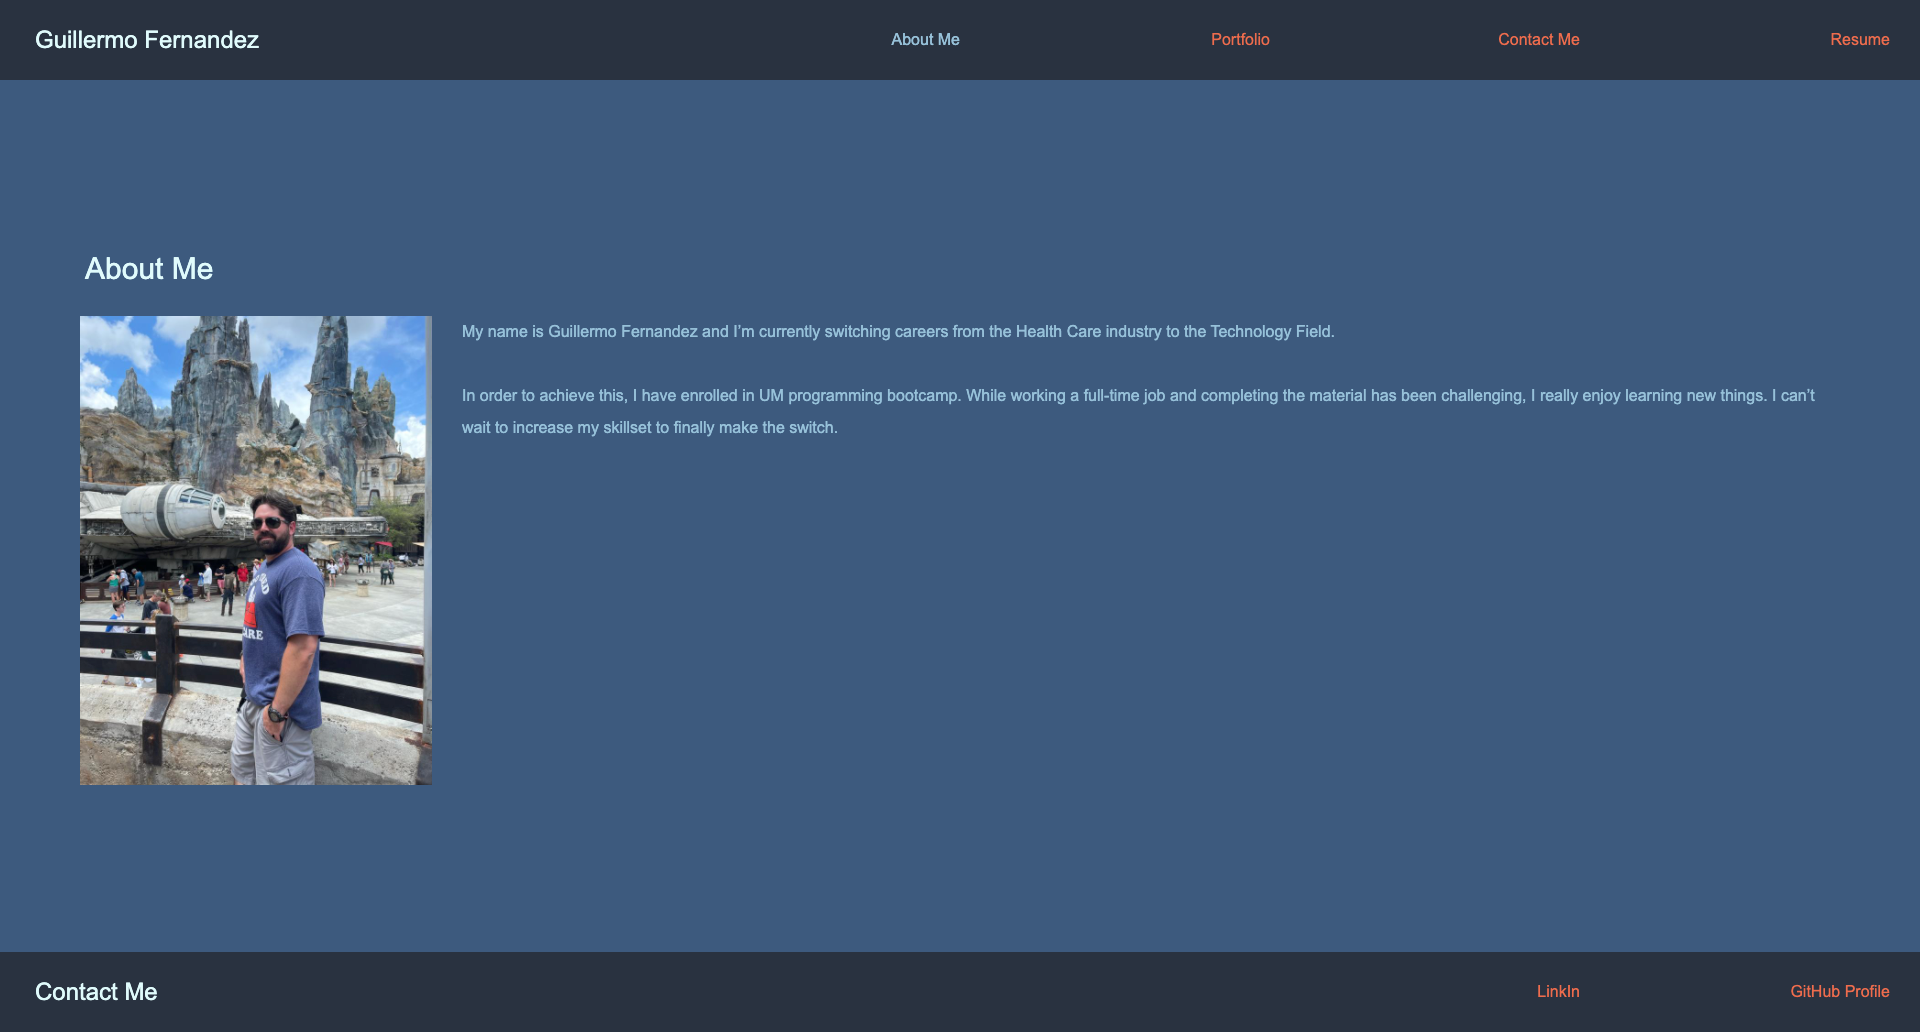 Guillermo Fernandez
About Me
Portfolio
Contact Me
Resume
About Me
My name is Guillermo Fernandez and I’m currently switching careers from the Health Care industry to the Technology Field.
In order to achieve this, I have enrolled in UM programming bootcamp. While working a full-time job and completing the material has been challenging, I really enjoy learning new things. I can’t
wait to increase my skillset to finally make the switch.
Contact Me
LinkIn
GitHub Profile